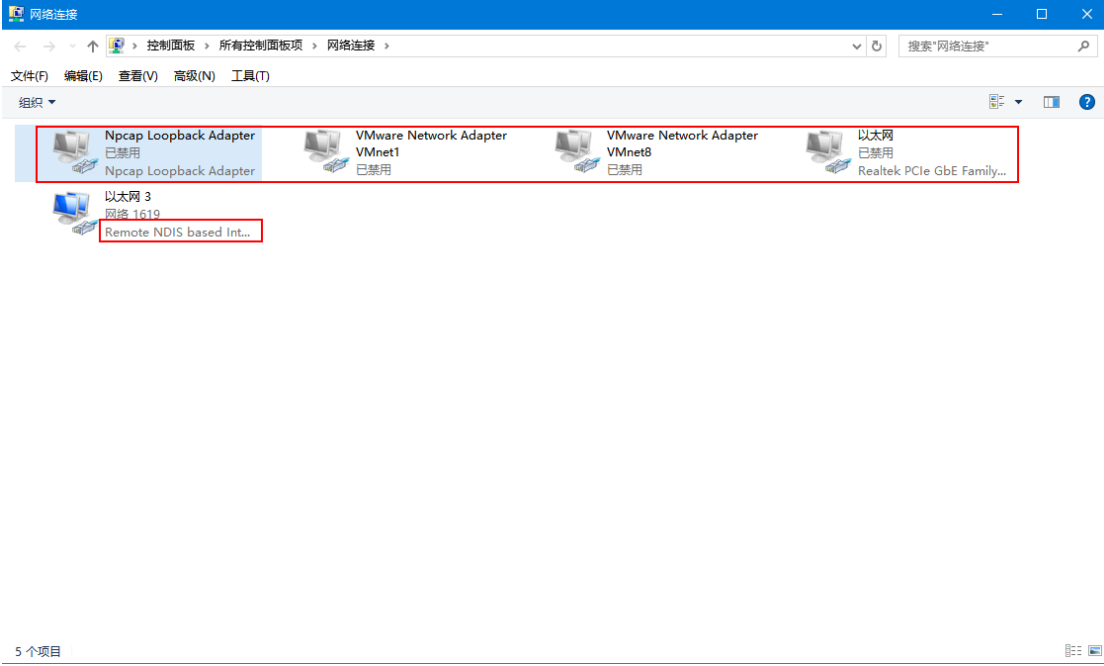 网络连接
控制面板 › 所有控制面板项 › 网络连接 ›
搜索"网络连接"
文件(F) 编辑(E) 查看(V) 高级(N) 工具(T)
组织
Npcap Loopback Adapter
已禁用
Npcap Loopback Adapter
VMware Network Adapter
VMnet1
已禁用
VMware Network Adapter
VMnet8
已禁用
以太网
已禁用
Realtek PCIe GbE Family...
以太网 3
网络 1619
Remote NDIS based Int...
5 个项目